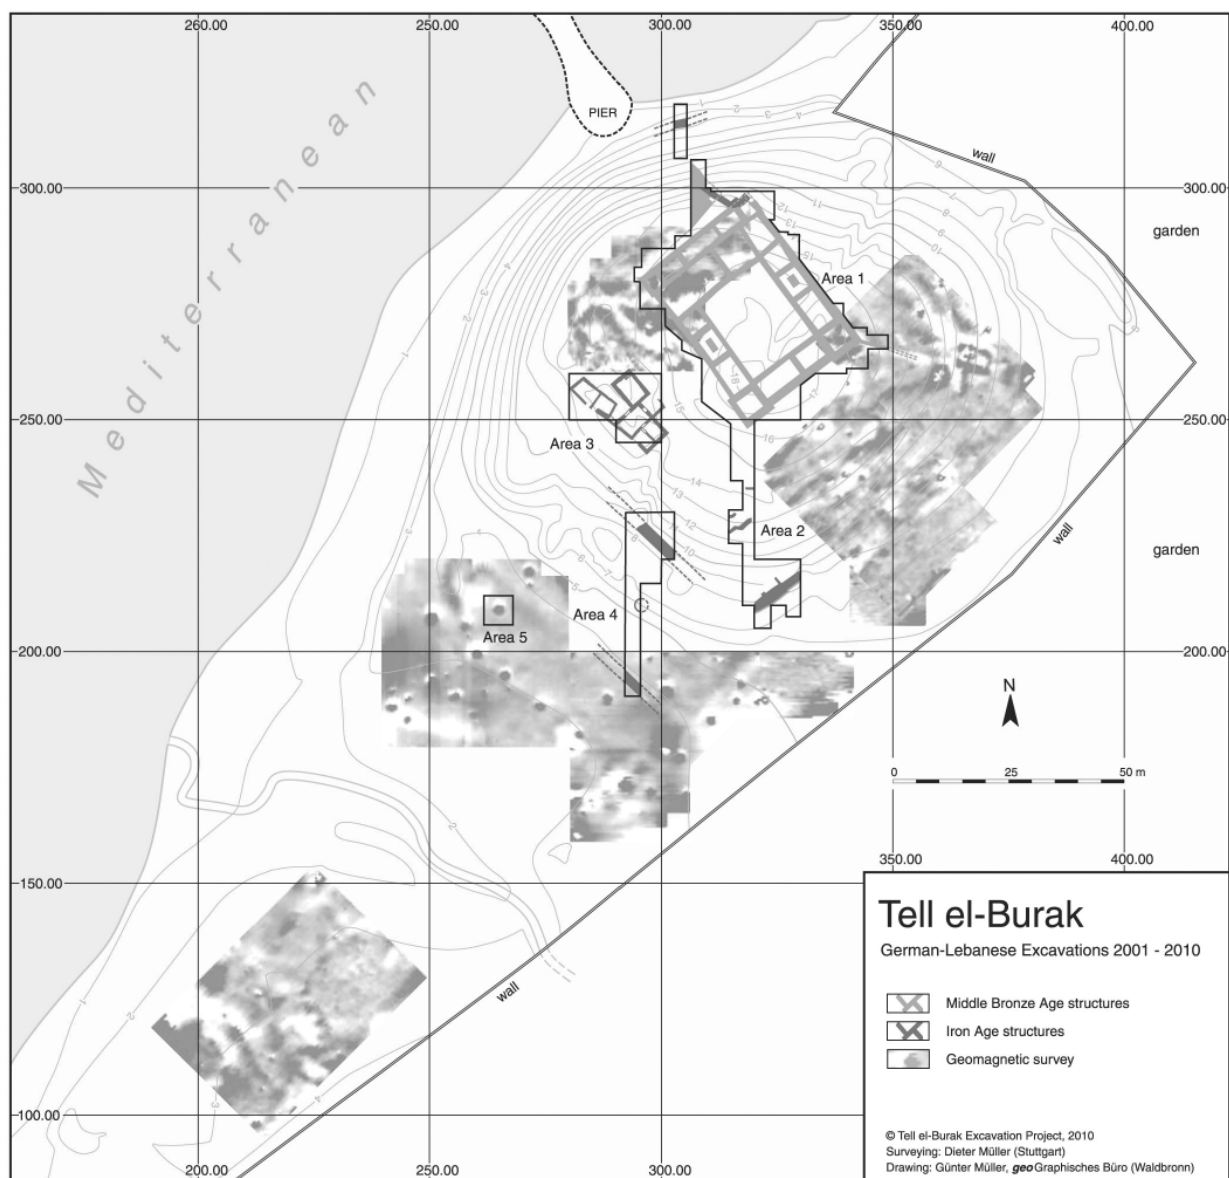 260.00
250.00
300.00
350.00
400.00
PIER
wall
300.00
300.00
garden
Mediterranean
Area 1
250.00
250.00
Area 3
Area 2
wall
garden
Area 4
Area 5
200.00
200.00
N
0 25 50 m
350.00
400.00
150.00
wall
100.00
200.00
250.00
300.00
Tell el-Burak
German-Lebanese Excavations 2001 - 2010
Middle Bronze Age structures
Iron Age structures
Geomagnetic survey
© Tell el-Burak Excavation Project, 2010
Surveying: Dieter Müller (Stuttgart)
Drawing: Günter Müller, geoGraphisches Büro (Waldbronn)